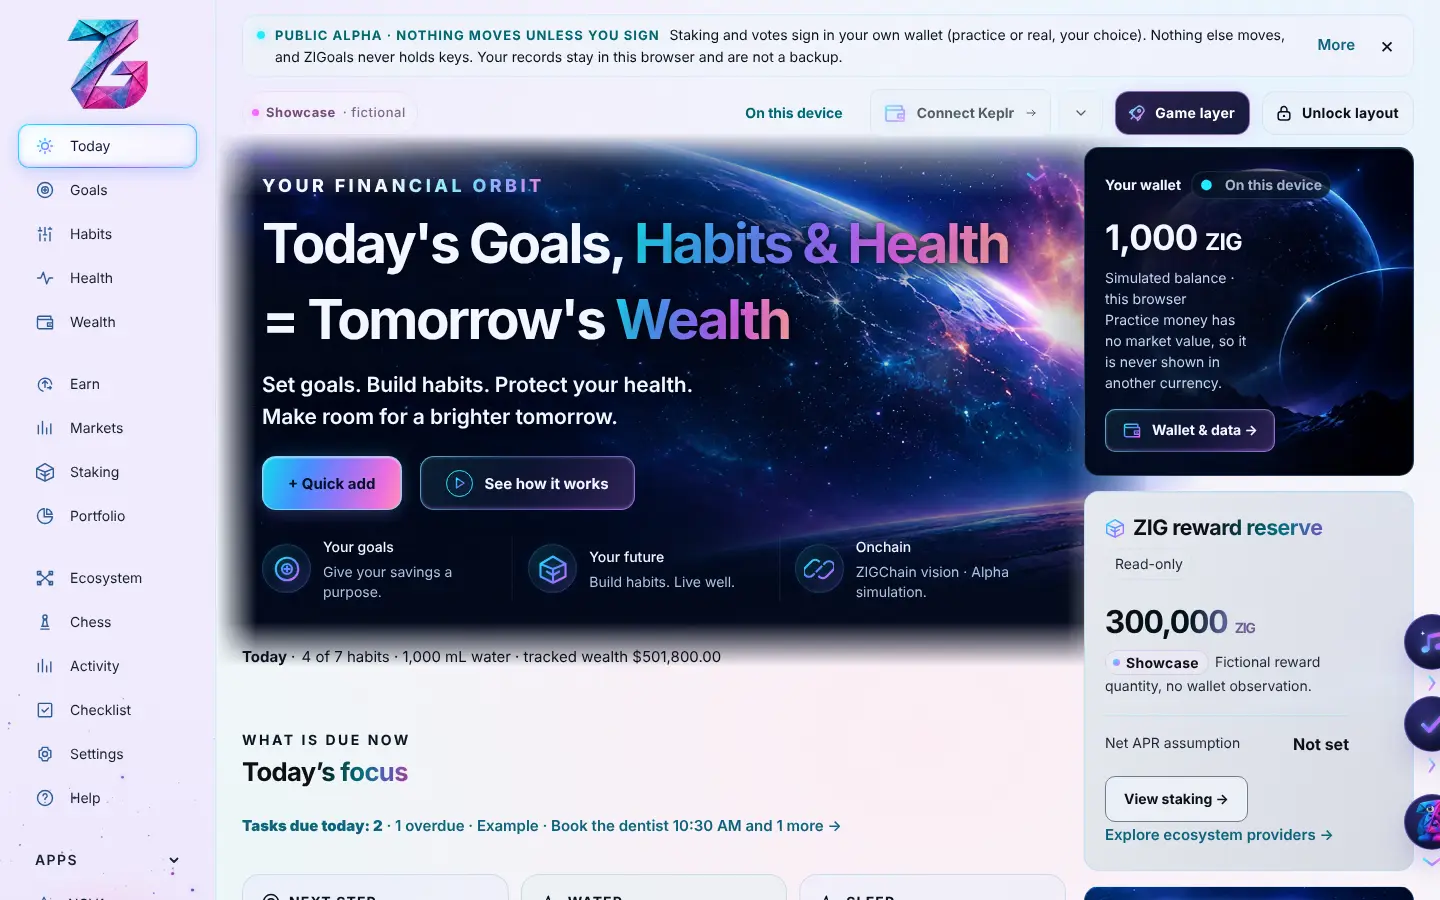 PUBLIC ALPHA · NOTHING MOVES UNLESS YOU SIGN Staking and votes sign in your own wallet (practice or real, your choice). Nothing else moves,
and ZIGoals never holds keys. Your records stay in this browser and are not a backup.
More
Showcase · fictional
On this device
Connect Keplr →
Game layer
Unlock layout
Today
Goals
Habits
Health
Wealth
Earn
Markets
Staking
Portfolio
Ecosystem
Chess
Activity
Checklist
Settings
Help
APPS
YOUR FINANCIAL ORBIT
Today's Goals, Habits & Health
= Tomorrow's Wealth
Set goals. Build habits. Protect your health.
Make room for a brighter tomorrow.
+ Quick add
See how it works
Your goals
Give your savings a
purpose.
Your future
Build habits. Live well.
Onchain
ZIGChain vision · Alpha
simulation.
Today · 4 of 7 habits · 1,000 mL water · tracked wealth $501,800.00
WHAT IS DUE NOW
Today’s focus
Tasks due today: 2 · 1 overdue · Example · Book the dentist 10:30 AM and 1 more →
NEXT STEP
WATER
SLEEP
Your wallet
On this device
1,000 ZIG
Simulated balance ·
this browser
Practice money has
no market value, so it
is never shown in
another currency.
Wallet & data →
ZIG reward reserve
Read-only
300,000 ZIG
Showcase Fictional reward
quantity, no wallet observation.
Net APR assumption
Not set
View staking →
Explore ecosystem providers →